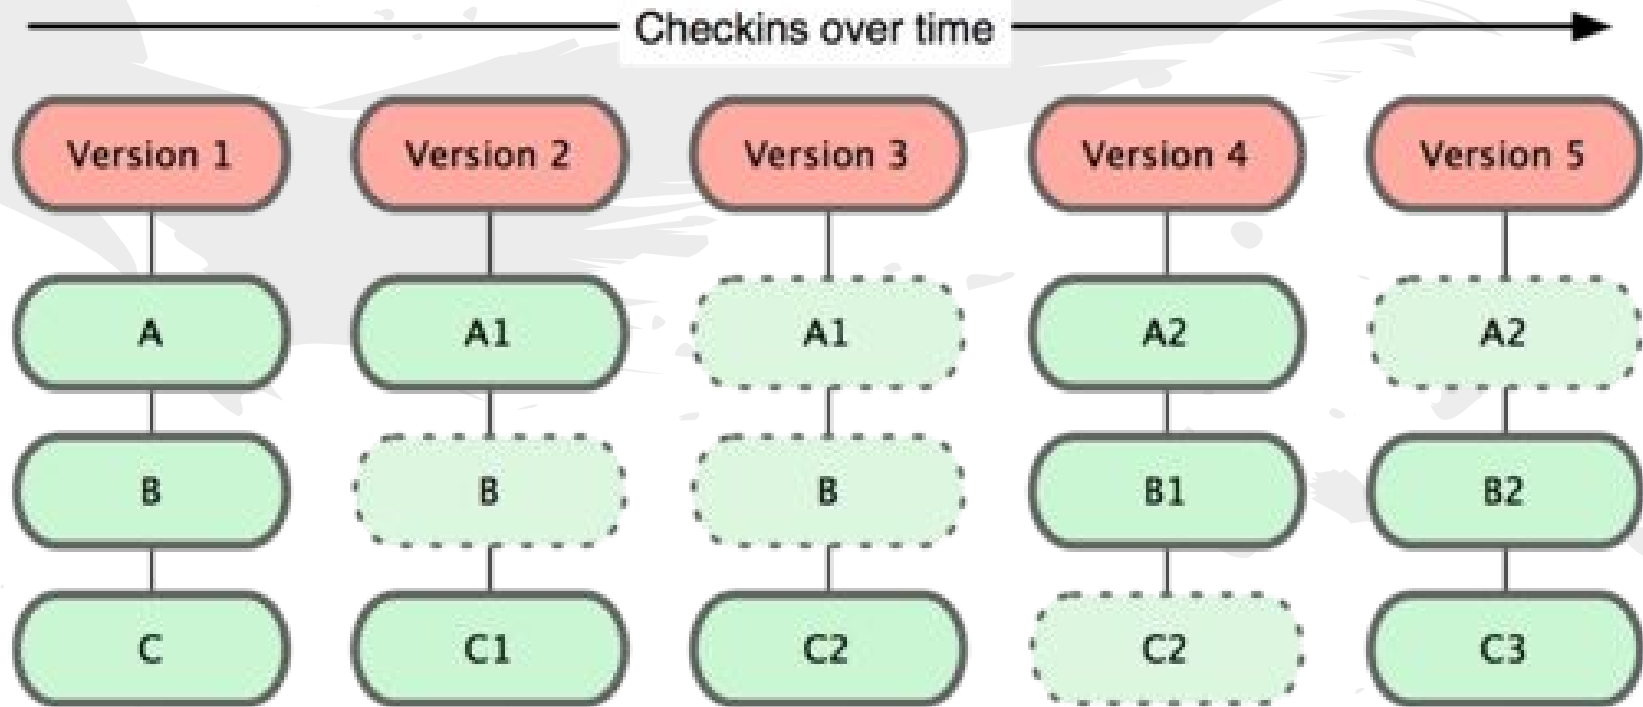 Checkins over time
Version 1 Version 2 Version 3 Version 4 Version 5
A A1 A1 A2 A2
B B B B1 B2
C C1 C2 C2 C3